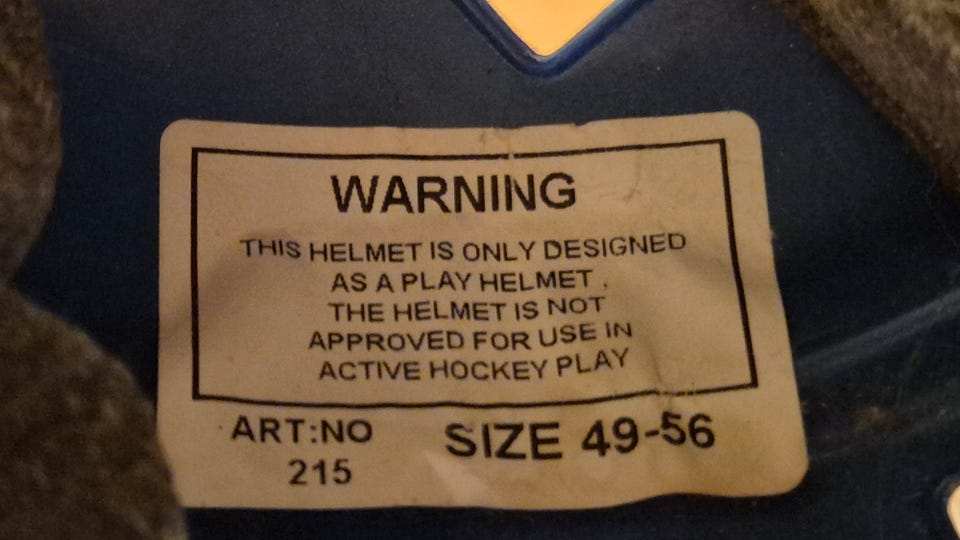 WARNING
THIS HELMET IS ONLY DESIGNED
AS A PLAY HELMET .
THE HELMET IS NOT
APPROVED FOR USE IN
ACTIVE HOCKEY PLAY
ART:NO SIZE 49-56
215